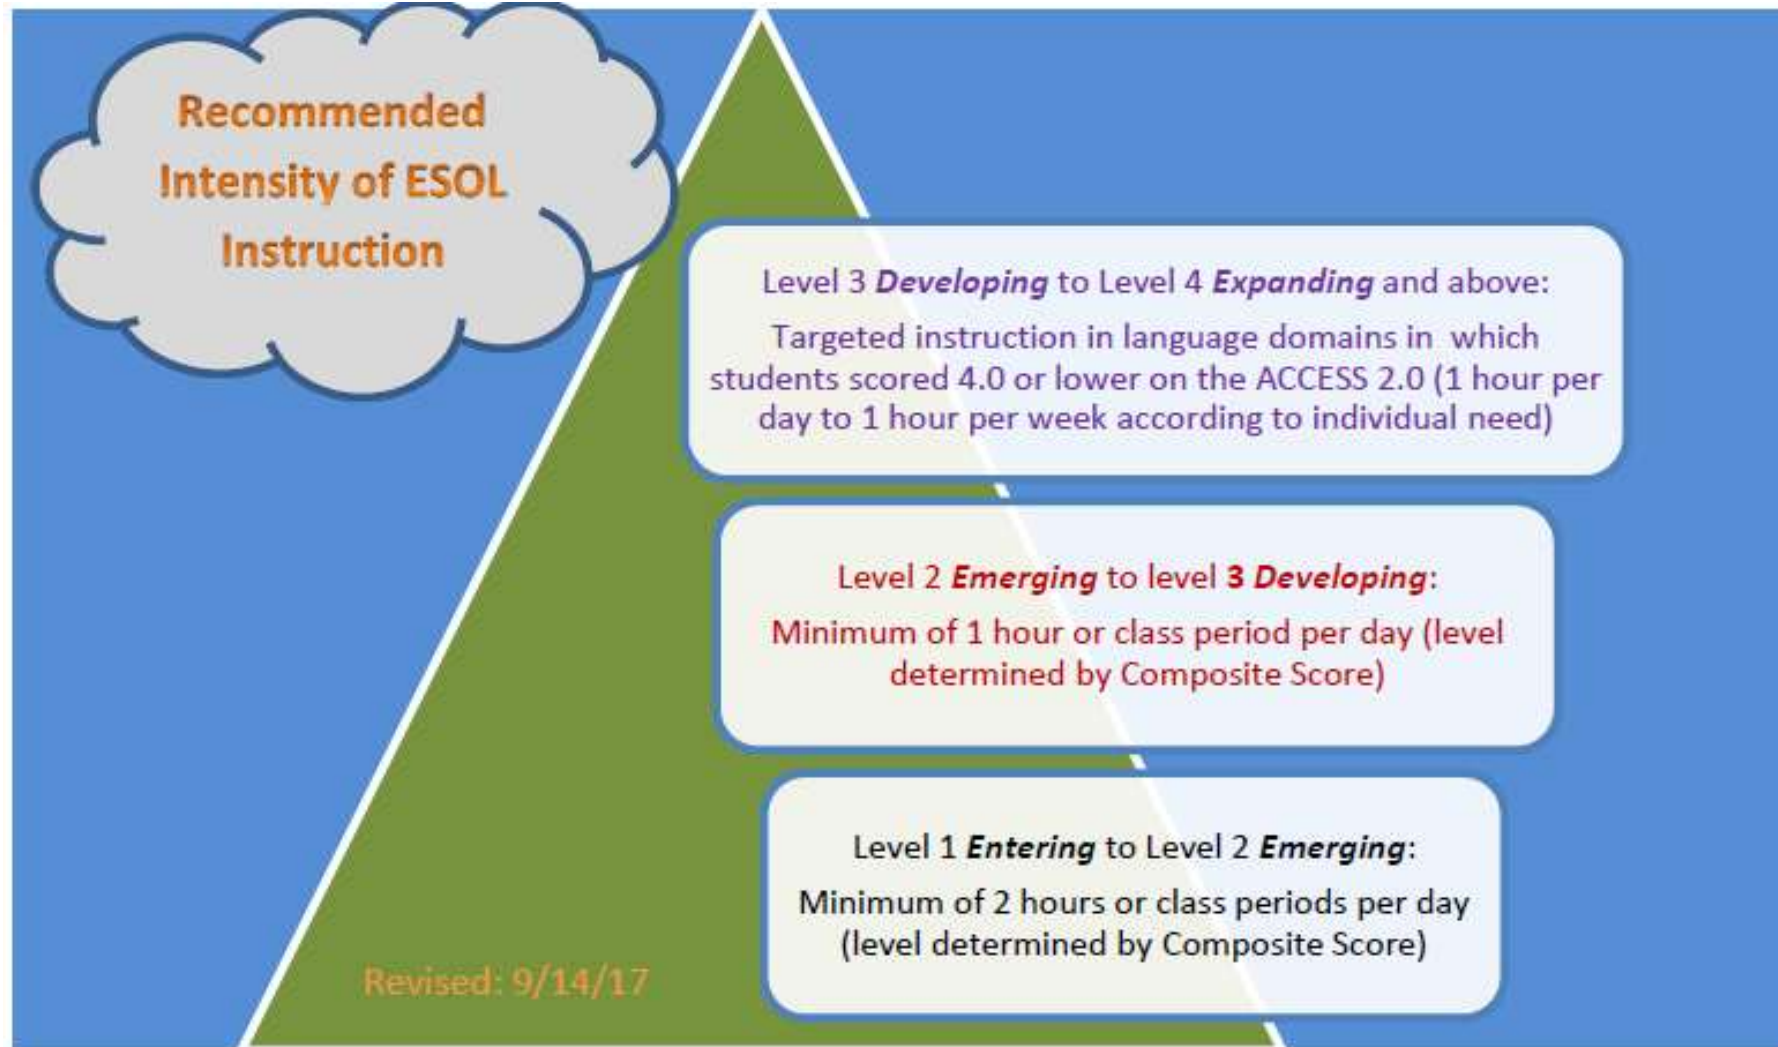 Recommended
Intensity of ESOL
Instruction
Level 3 Developing to Level 4 Expanding and above:
Targeted instruction in language domains in which
students scored 4.0 or lower on the ACCESS 2.0 (1 hour per
day to 1 hour per week according to individual need)
Level 2 Emerging to level 3 Developing:
Minimum of 1 hour or class period per day (level
determined by Composite Score)
Level 1 Entering to Level 2 Emerging:
Minimum of 2 hours or class periods per day
(level determined by Composite Score)
Revised: 9/14/17